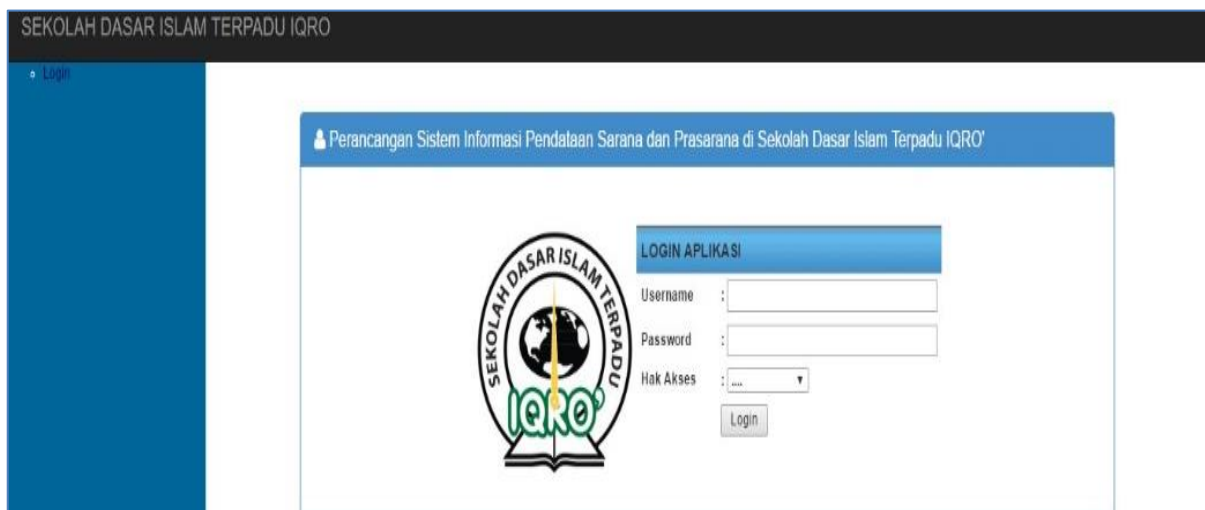 SEKOLAH DASAR ISLAM TERPADU IQRO
Login
Perancangan Sistem Informasi Pendataan Sarana dan Prasarana di Sekolah Dasar Islam Terpadu IQRO'
SEKOLAH DASAR ISLAM TERPADU
IQRO'
LOGIN APLIKASI
Username :
Password :
Hak Akses : ....
Login